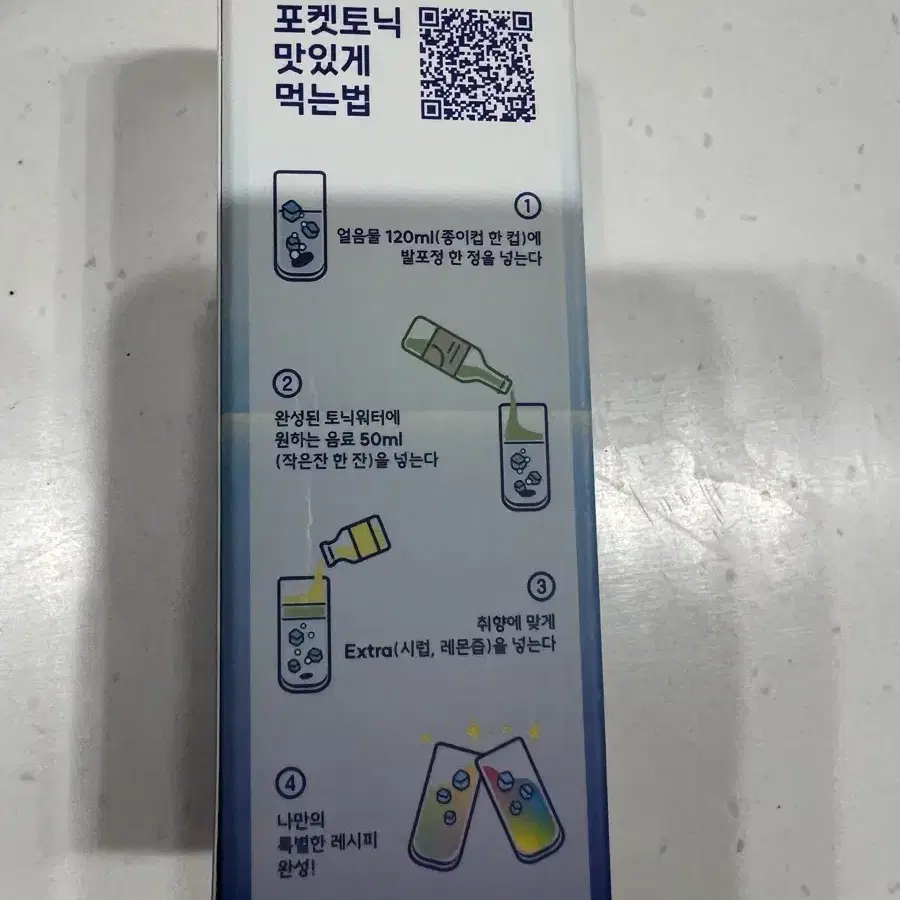 포켓토닉
맛있게
먹는법
1
얼음물 120ml(종이컵 한 컵)에
발포정 한 정을 넣는다
2
완성된 토닉워터에
원하는 음료 50ml
(작은잔 한 잔)을 넣는다
3
취향에 맞게
Extra(시럽, 레몬즙)을 넣는다
4
나만의
특별한 레시피
완성!